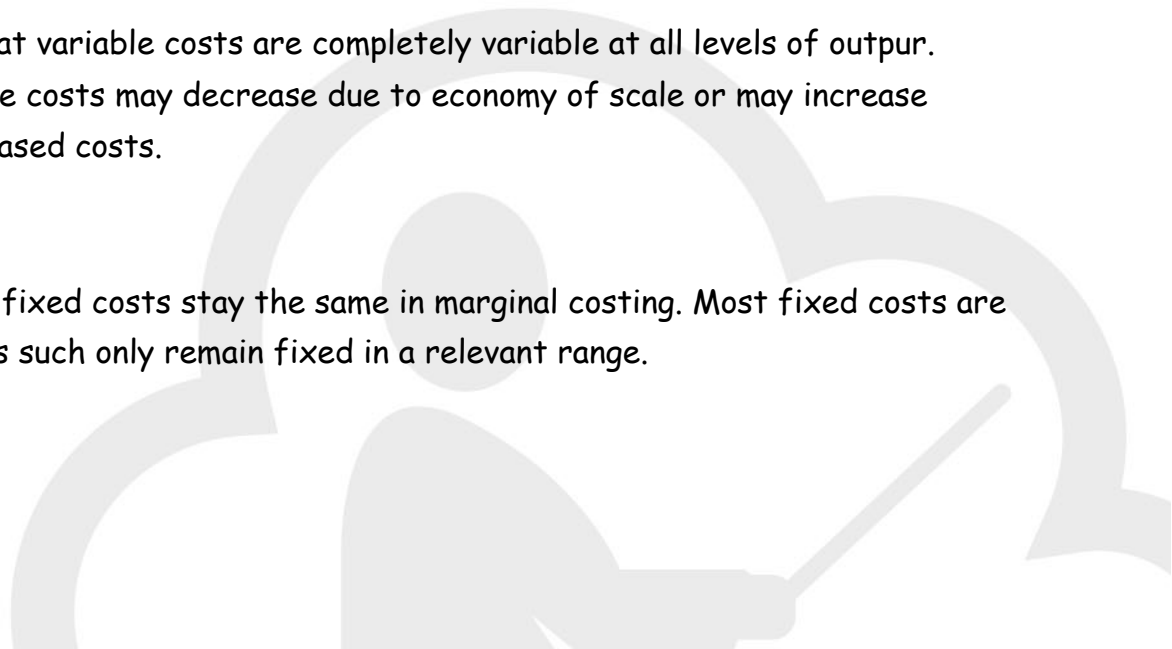 at variable costs are completely variable at all levels of outpur.
e costs may decrease due to economy of scale or may increase
ased costs.
fixed costs stay the same in marginal costing. Most fixed costs are
s such only remain fixed in a relevant range.